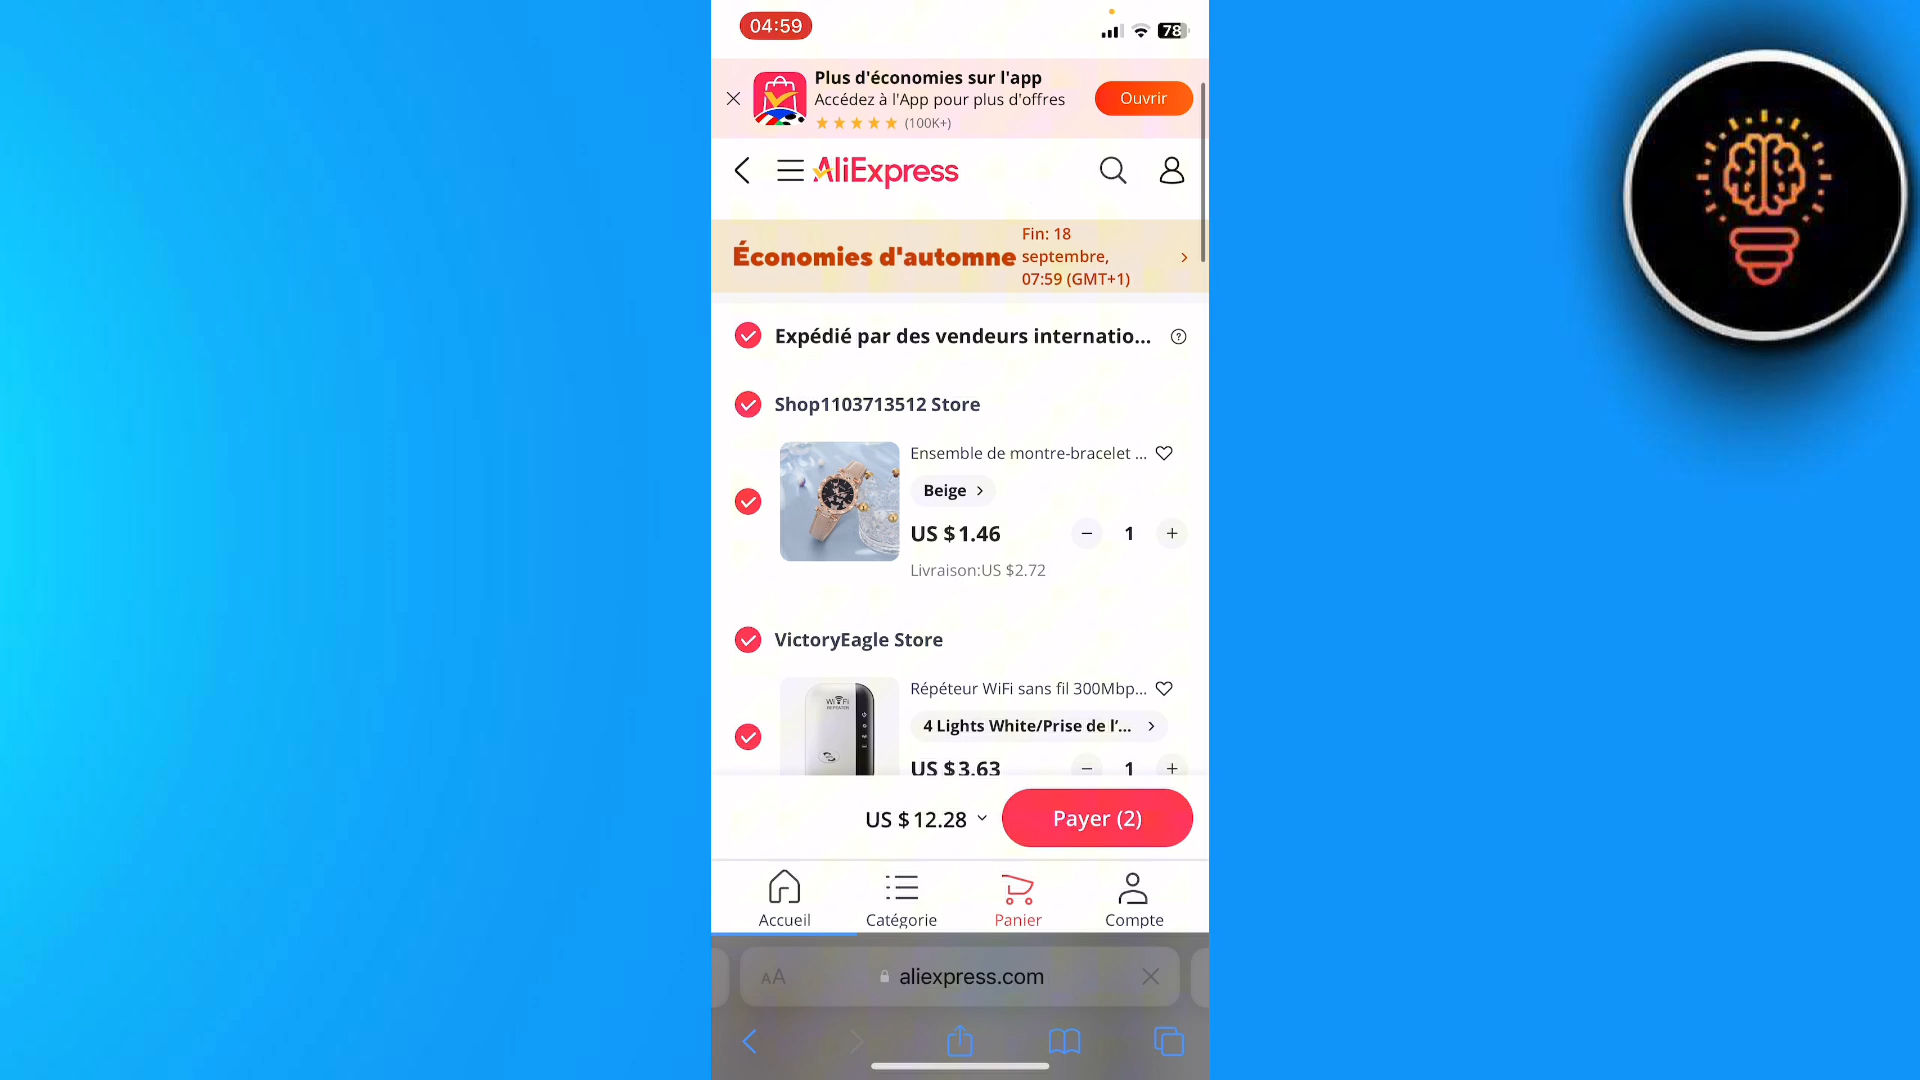 04:59
78
Plus d'économies sur l'app
Accédez à l'App pour plus d'offres
(100K+)
Ouvrir
AliExpress
Économies d'automne
Fin: 18
septembre,
07:59 (GMT+1)
Expédié par des vendeurs internatio...
Shop1103713512 Store
Ensemble de montre-bracelet ...
Beige
US $1.46
1
Livraison:US $2.72
VictoryEagle Store
WiFi
REPEATER
Répéteur WiFi sans fil 300Mbp...
4 Lights White/Prise de l'...
US $3.63
1
US $12.28
Payer (2)
Accueil
Catégorie
Panier
Compte
AA
aliexpress.com